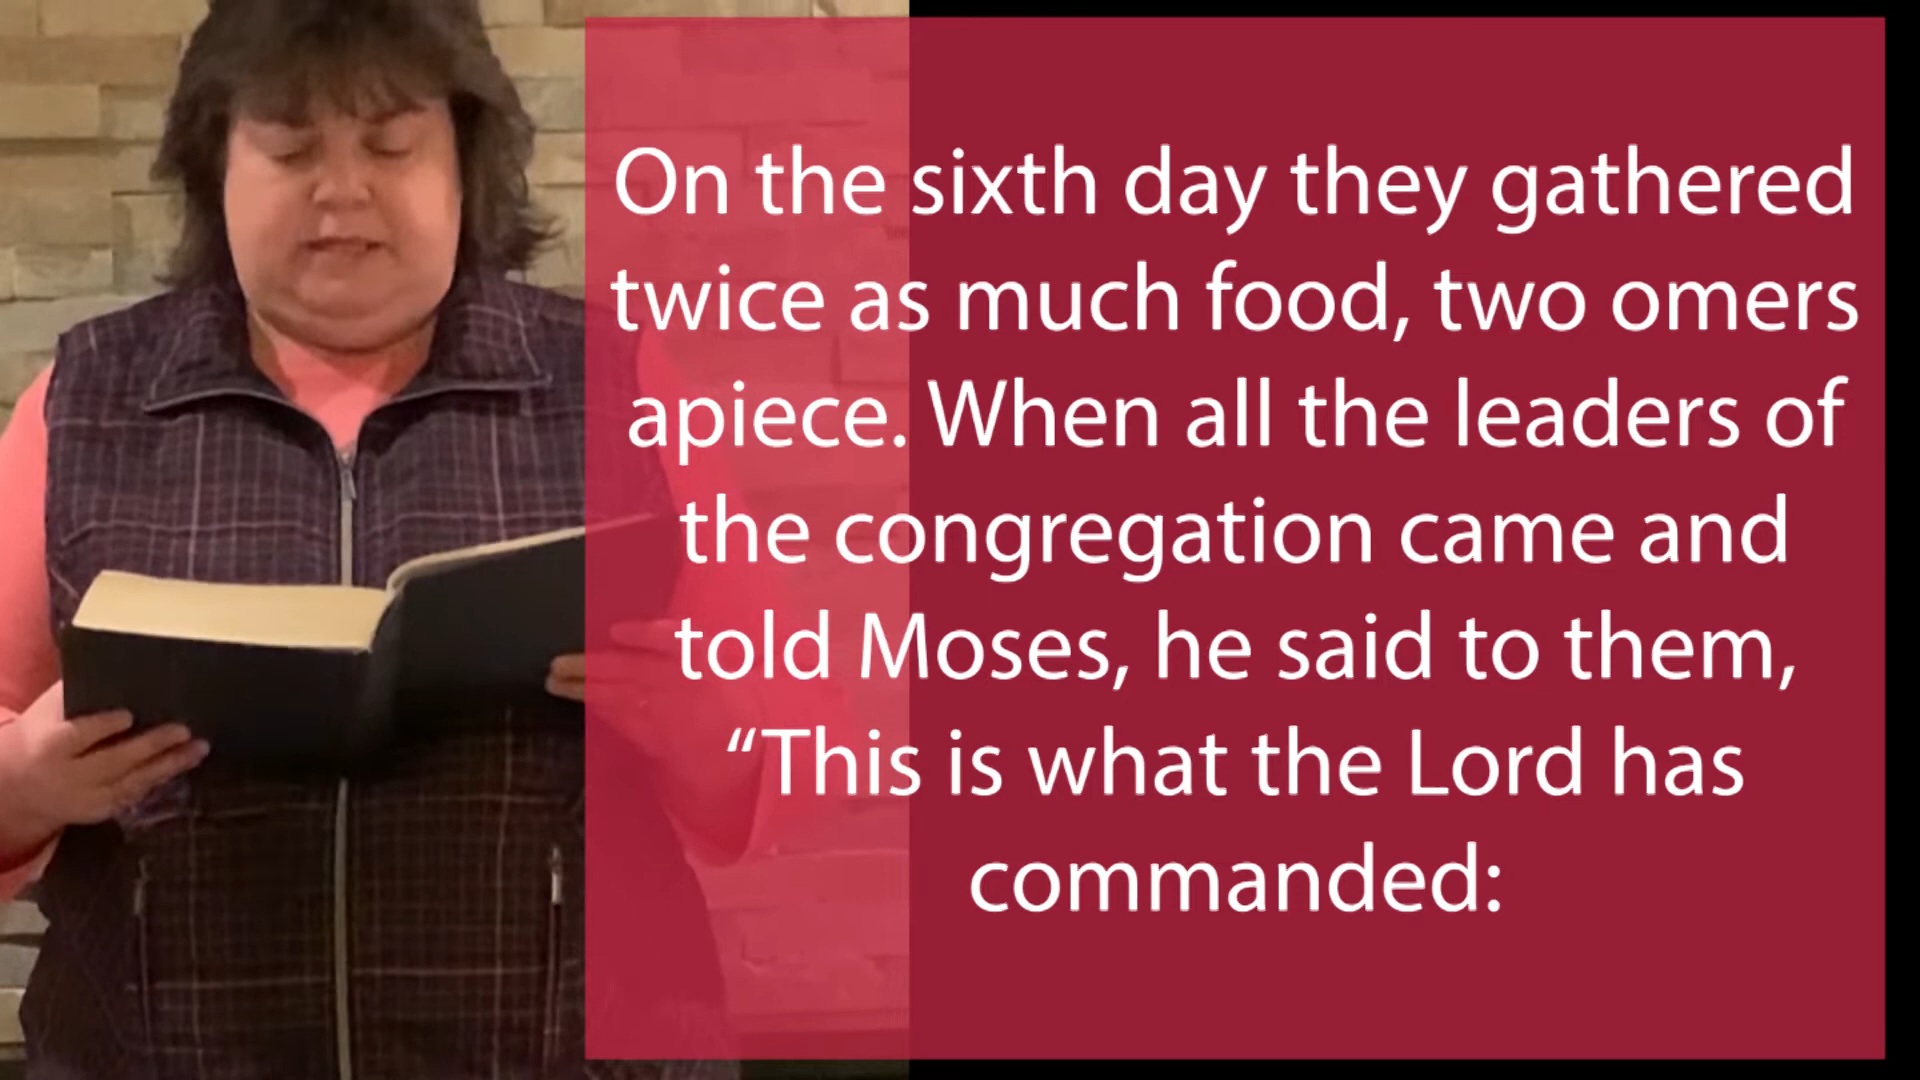 On the sixth day they gathered
twice as much food, two omers
apiece. When all the leaders of
the congregation came and
told Moses, he said to them,
“This is what the Lord has
commanded: